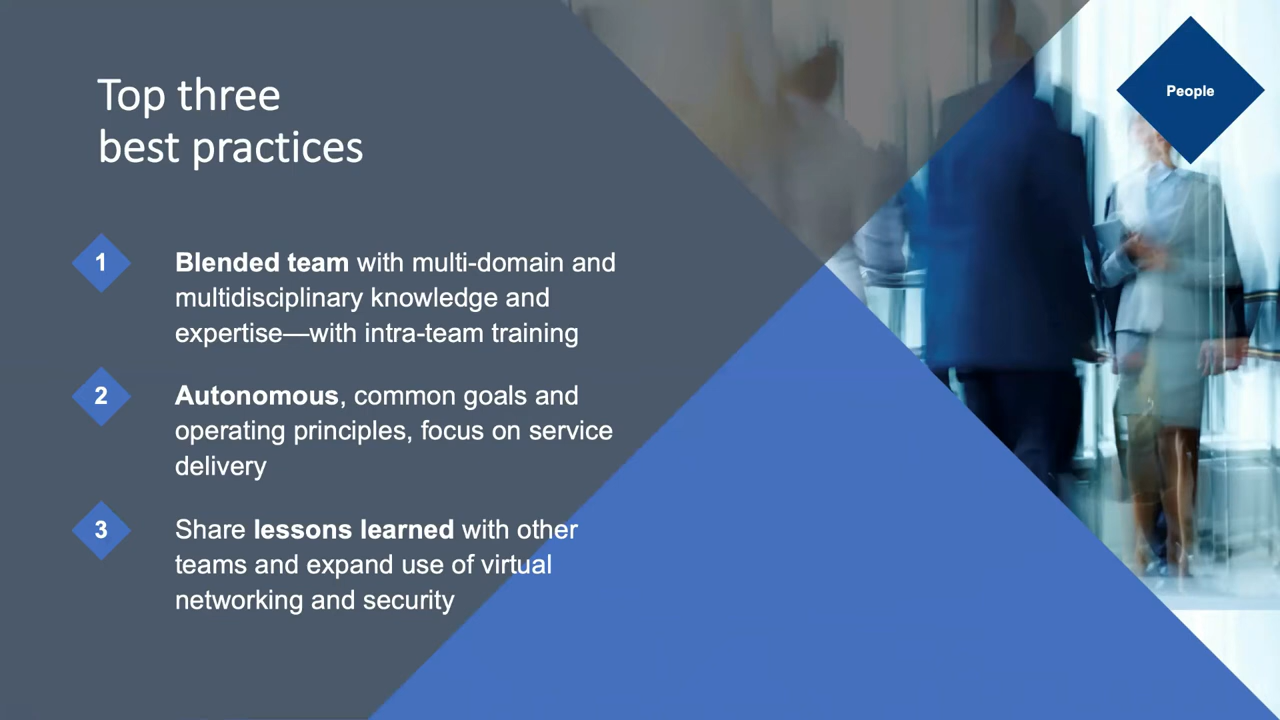 Top three
best practices
People
1
Blended team with multi-domain and
multidisciplinary knowledge and
expertise—with intra-team training
2
Autonomous, common goals and
operating principles, focus on service
delivery
3
Share lessons learned with other
teams and expand use of virtual
networking and security